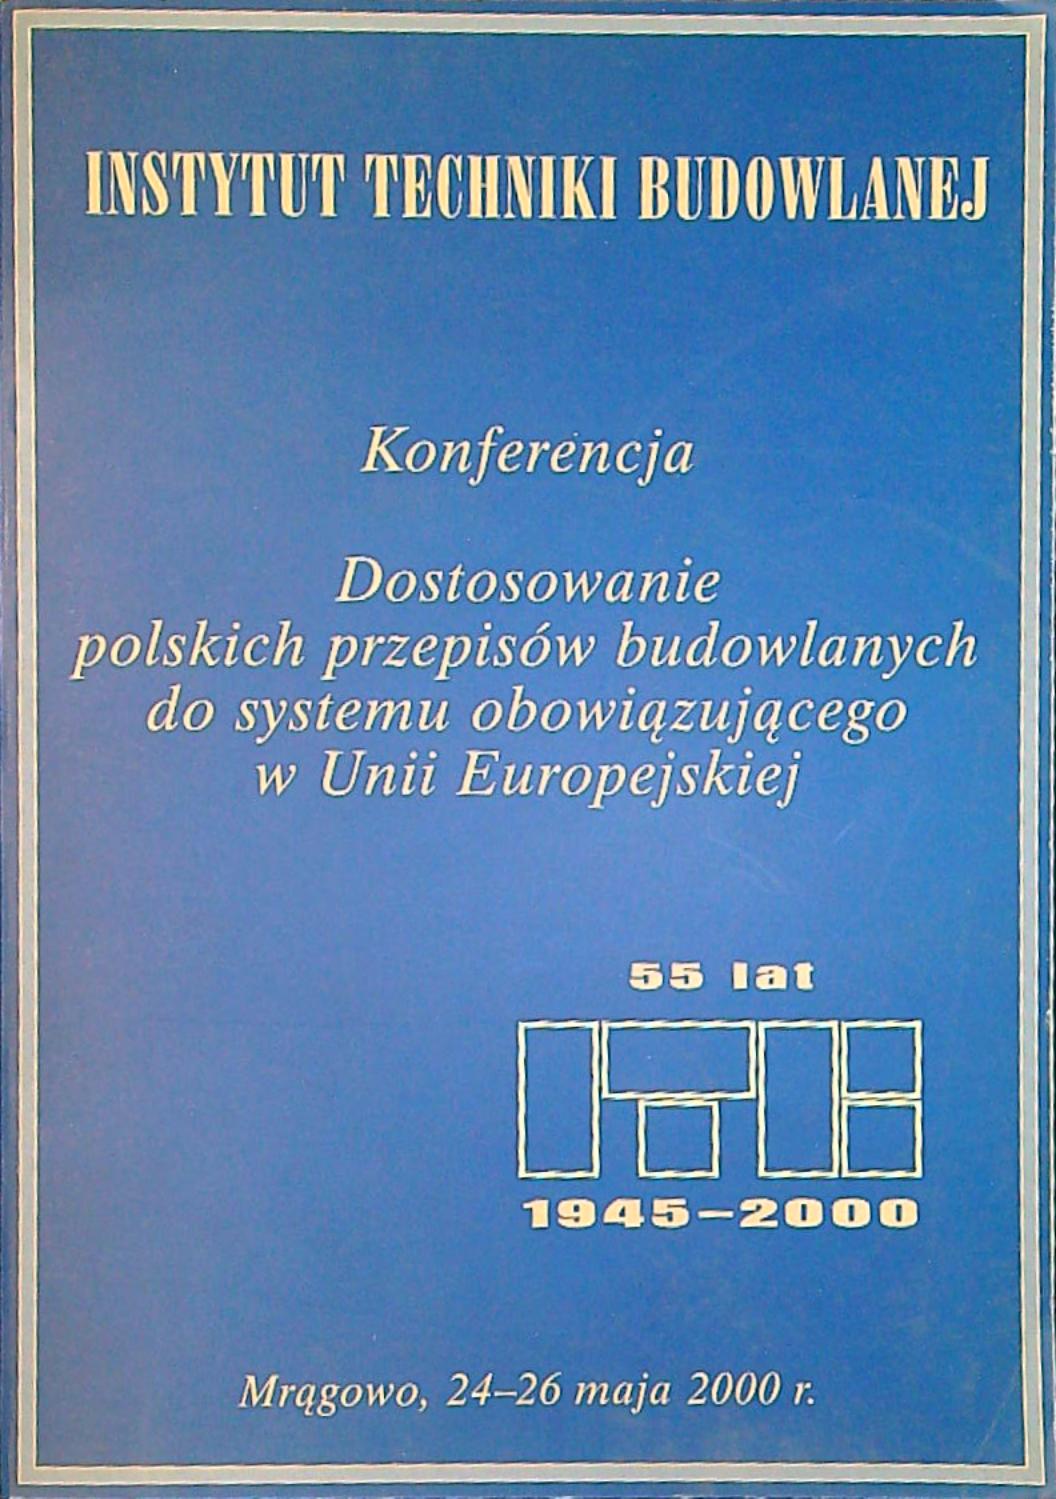 INSTYTUT TECHNIKI BUDOWLANEJ
Konferencja
Dostosowanie
polskich przepisów budowlanych
do systemu obowiązującego
w Unii Europejskiej
55 lat
ITB
1945–2000
Mrągowo, 24–26 maja 2000 r.